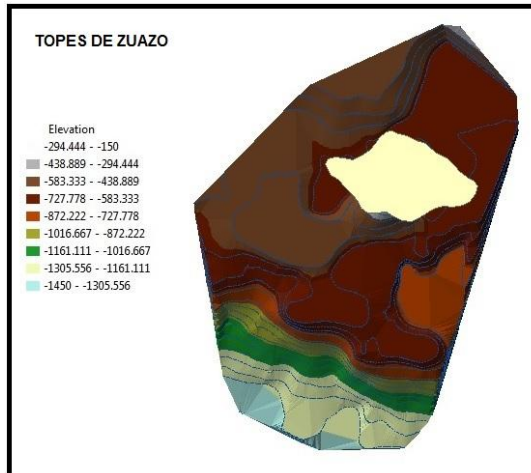 TOPES DE ZUAZO
Elevation
-294.444 - -150
-438.889 - -294.444
-583.333 - -438.889
-727.778 - -583.333
-872.222 - -727.778
-1016.667 - -872.222
-1161.111 - -1016.667
-1305.556 - -1161.111
-1450 - -1305.556